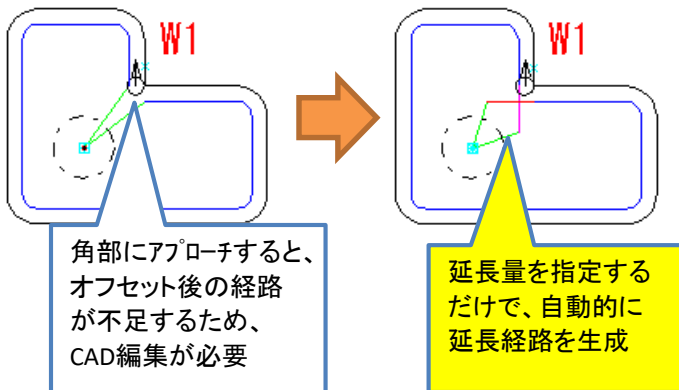 W1
W1
角部にアプローチすると、
オフセット後の経路
が不足するため、
CAD編集が必要
延長量を指定する
だけで、自動的に
延長経路を生成